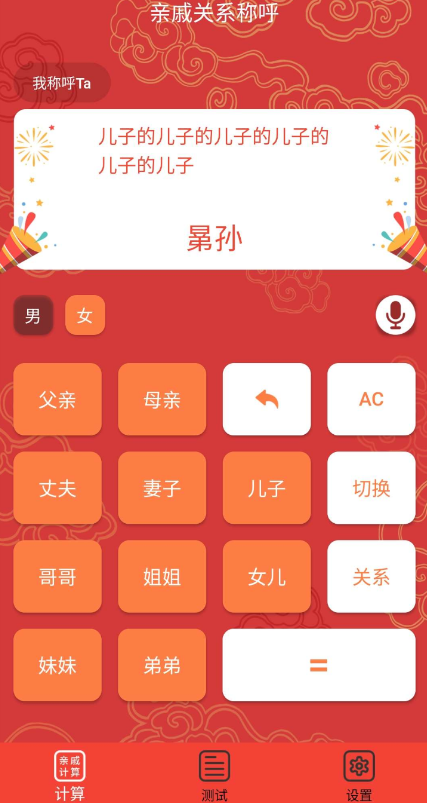 亲戚关系称呼
我称呼Ta
儿子的儿子的儿子的儿子的
儿子的儿子
晜孙
男 女
父亲 母亲 AC
丈夫 妻子 儿子 切换
哥哥 姐姐 女儿 关系
妹妹 弟弟 =
亲戚
计算
计算 测试 设置